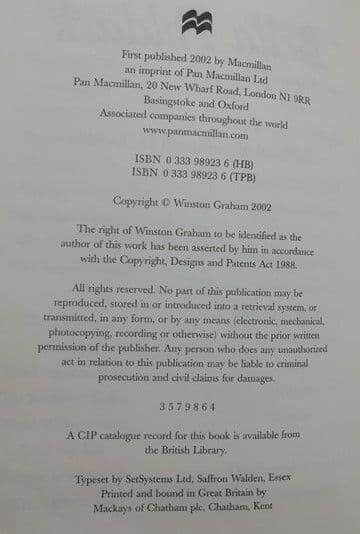 First published 2002 by Macmillan
an imprint of Pan Macmillan Ltd
Pan Macmillan, 20 New Wharf Road, London N1 9RR
Basingstoke and Oxford
Associated companies throughout the world
www.panmacmillan.com
ISBN 0 333 98923 6 (HB)
ISBN 0 333 98923 6 (TPB)
Copyright © Winston Graham 2002
The right of Winston Graham to be identified as the
author of this work has been asserted by him in accordance
with the Copyright, Designs and Patents Act 1988.
All rights reserved. No part of this publication may be
reproduced, stored in or introduced into a retrieval system, or
transmitted, in any form, or by any means (electronic, mechanical,
photocopying, recording or otherwise) without the prior written
permission of the publisher. Any person who does any unauthorized
act in relation to this publication may be liable to criminal
prosecution and civil claims for damages.
3 5 7 9 8 6 4
A CIP catalogue record for this book is available from
the British Library.
Typeset by SetSystems Ltd, Saffron Walden, Essex
Printed and bound in Great Britain by
Mackays of Chatham plc, Chatham, Kent